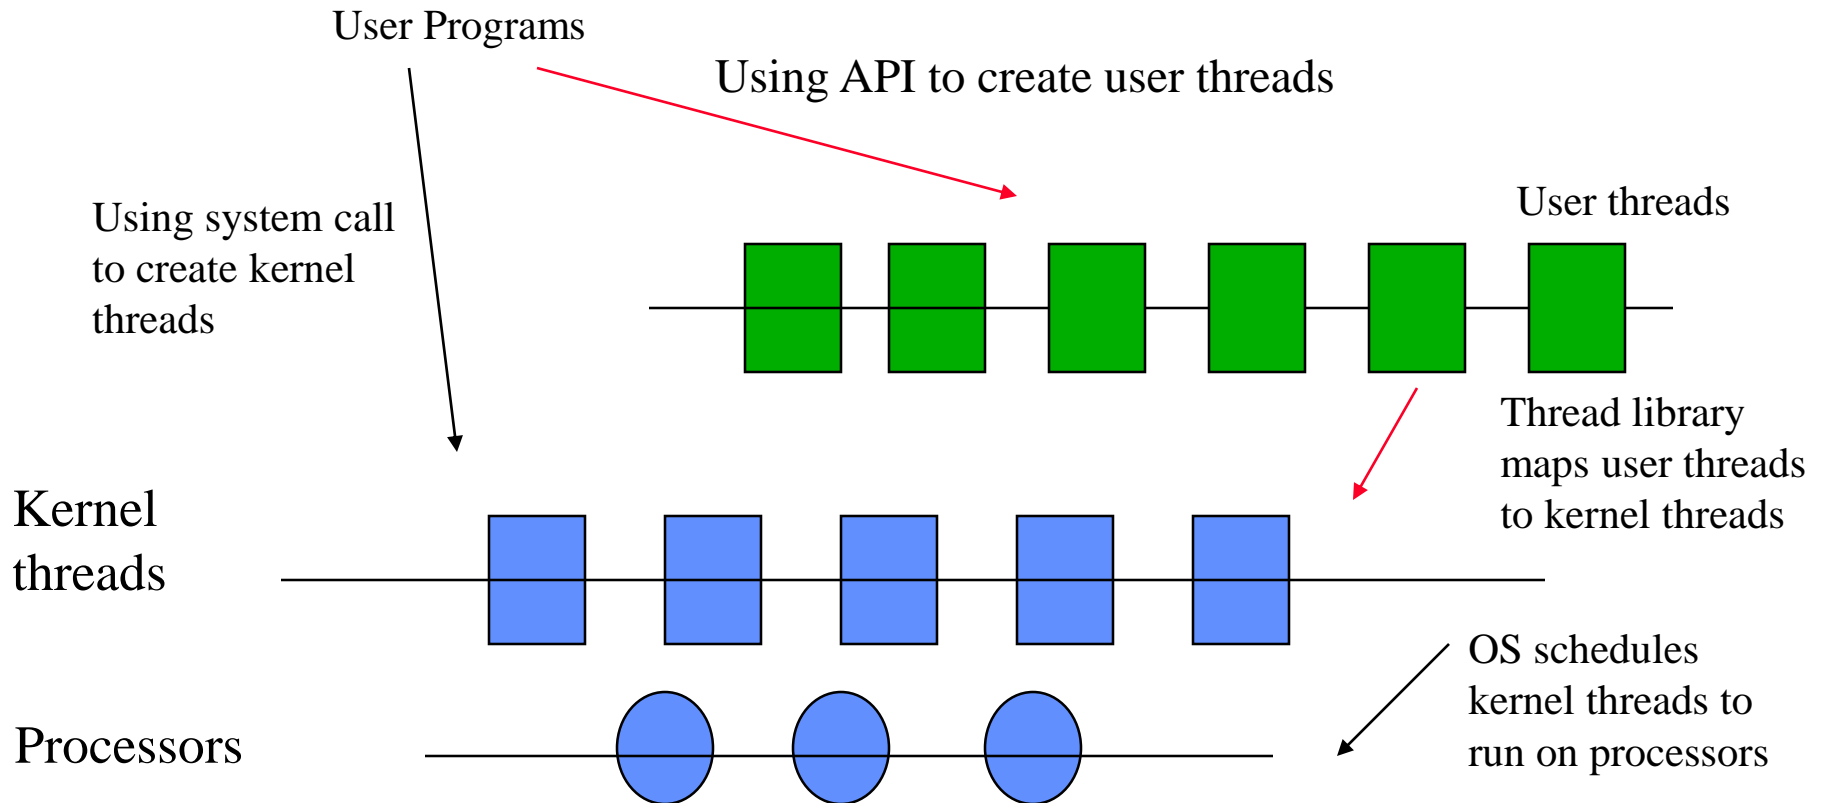 User Programs
Using API to create user threads
Using system call
to create kernel
threads
User threads
Thread library
maps user threads
to kernel threads
Kernel
threads
OS schedules
kernel threads to
run on processors
Processors